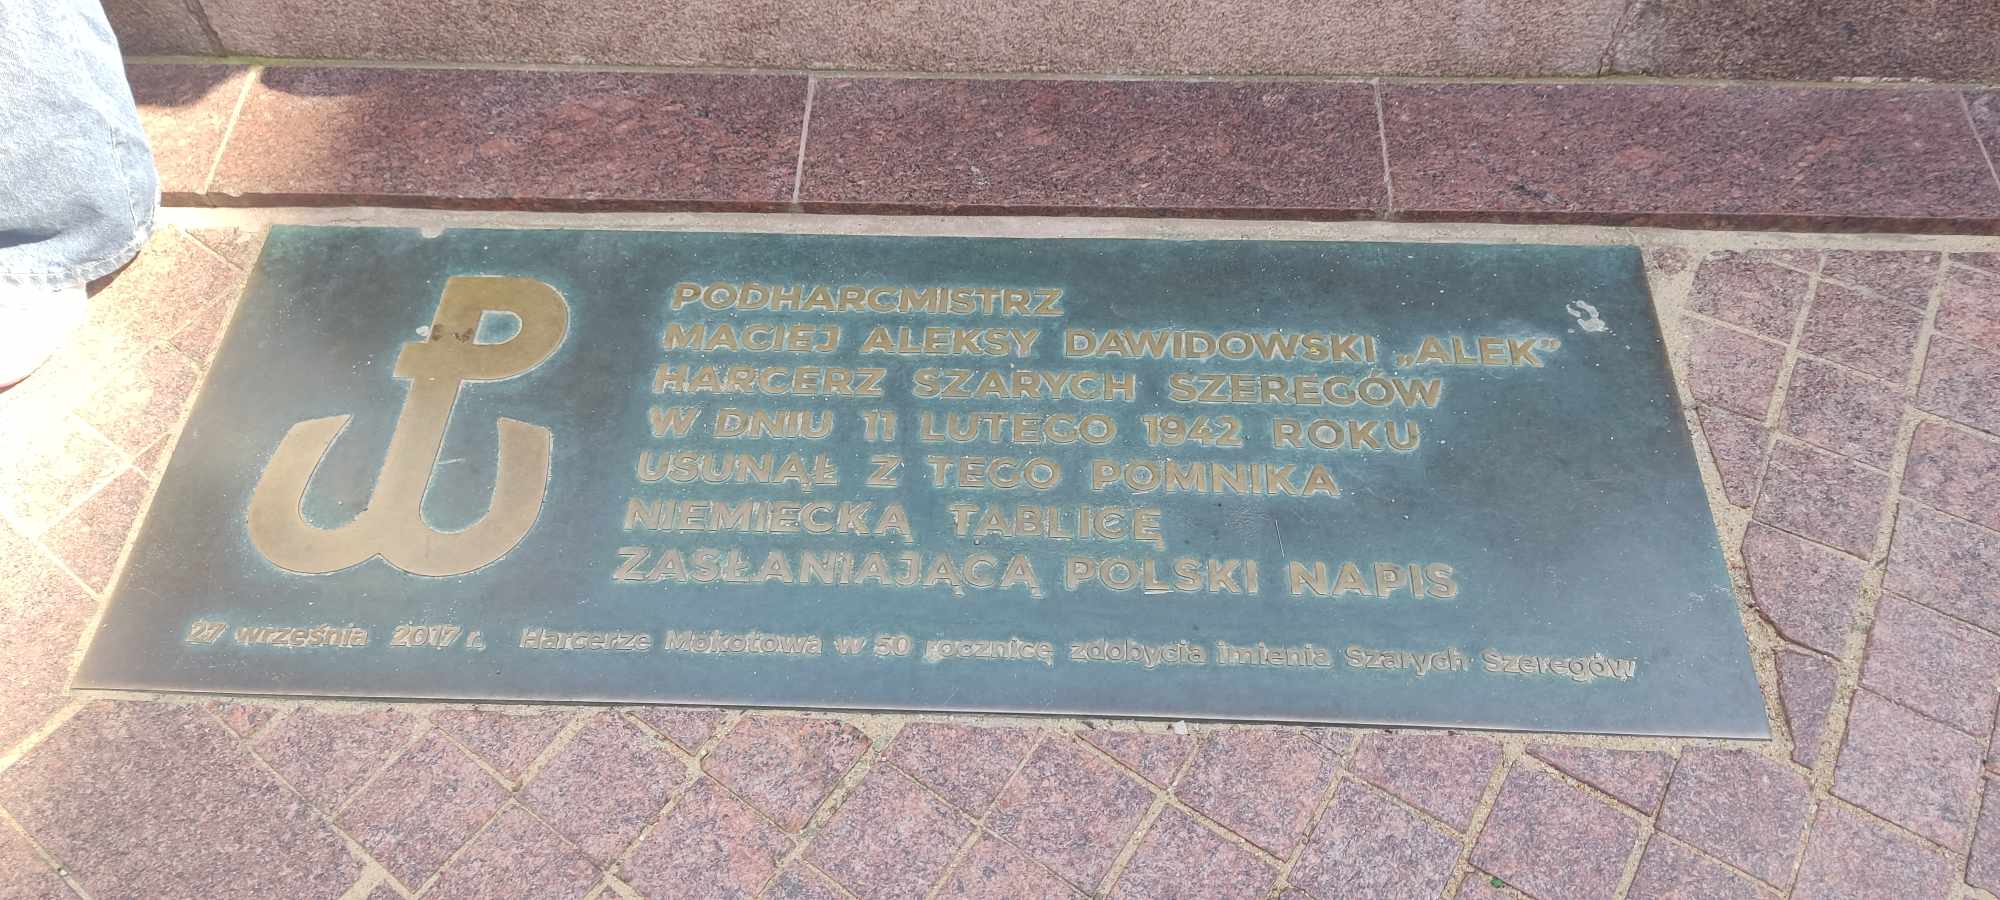 PODHARCMISTRZ
MACIEJ ALEKSY DAWIDOWSKI „ALEK”
HARCERZ SZARYCH SZEREGÓW
W DNIU 11 LUTEGO 1942 ROKU
USUNĄŁ Z TEGO POMNIKA
NIEMIECKĄ TABLICĘ
ZASŁANIAJĄCĄ POLSKI NAPIS
27 września 2017 r. Harcerze Mokotowa w 50 rocznicę zdobycia imienia Szarych Szeregów